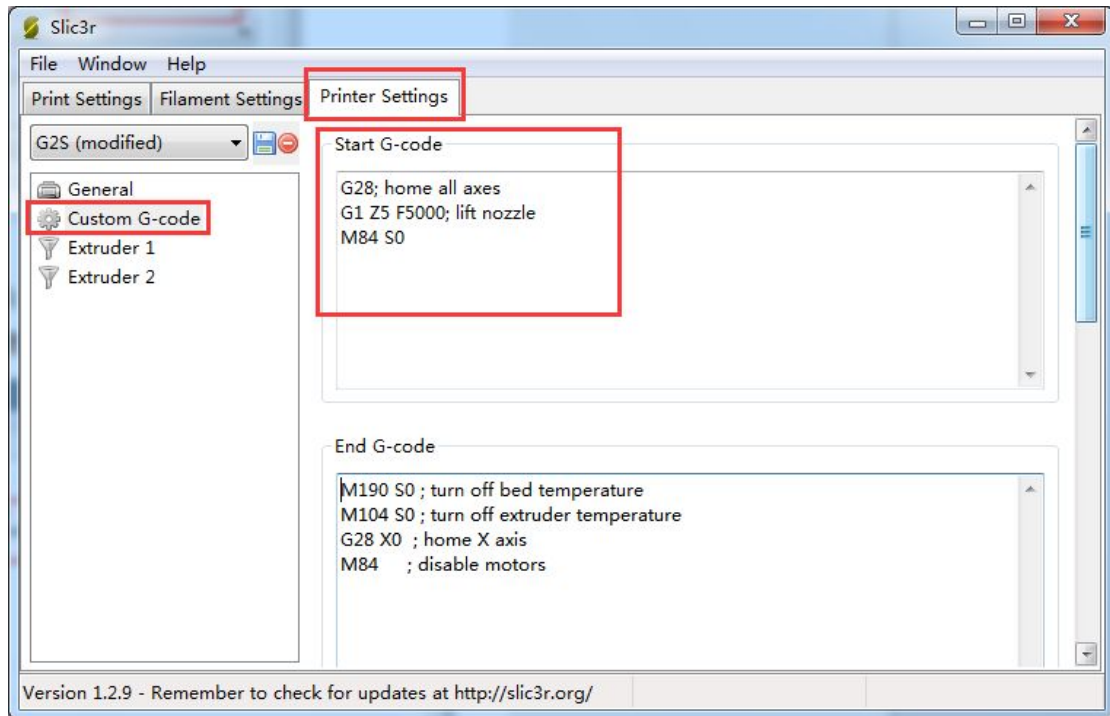 Slic3r
File Window Help
Print Settings Filament Settings Printer Settings
G2S (modified)
General
Custom G-code
Extruder 1
Extruder 2
Start G-code
G28; home all axes
G1 Z5 F5000; lift nozzle
M84 S0
End G-code
M190 S0 ; turn off bed temperature
M104 S0 ; turn off extruder temperature
G28 X0  ; home X axis
M84    ; disable motors
Version 1.2.9 - Remember to check for updates at http://slic3r.org/